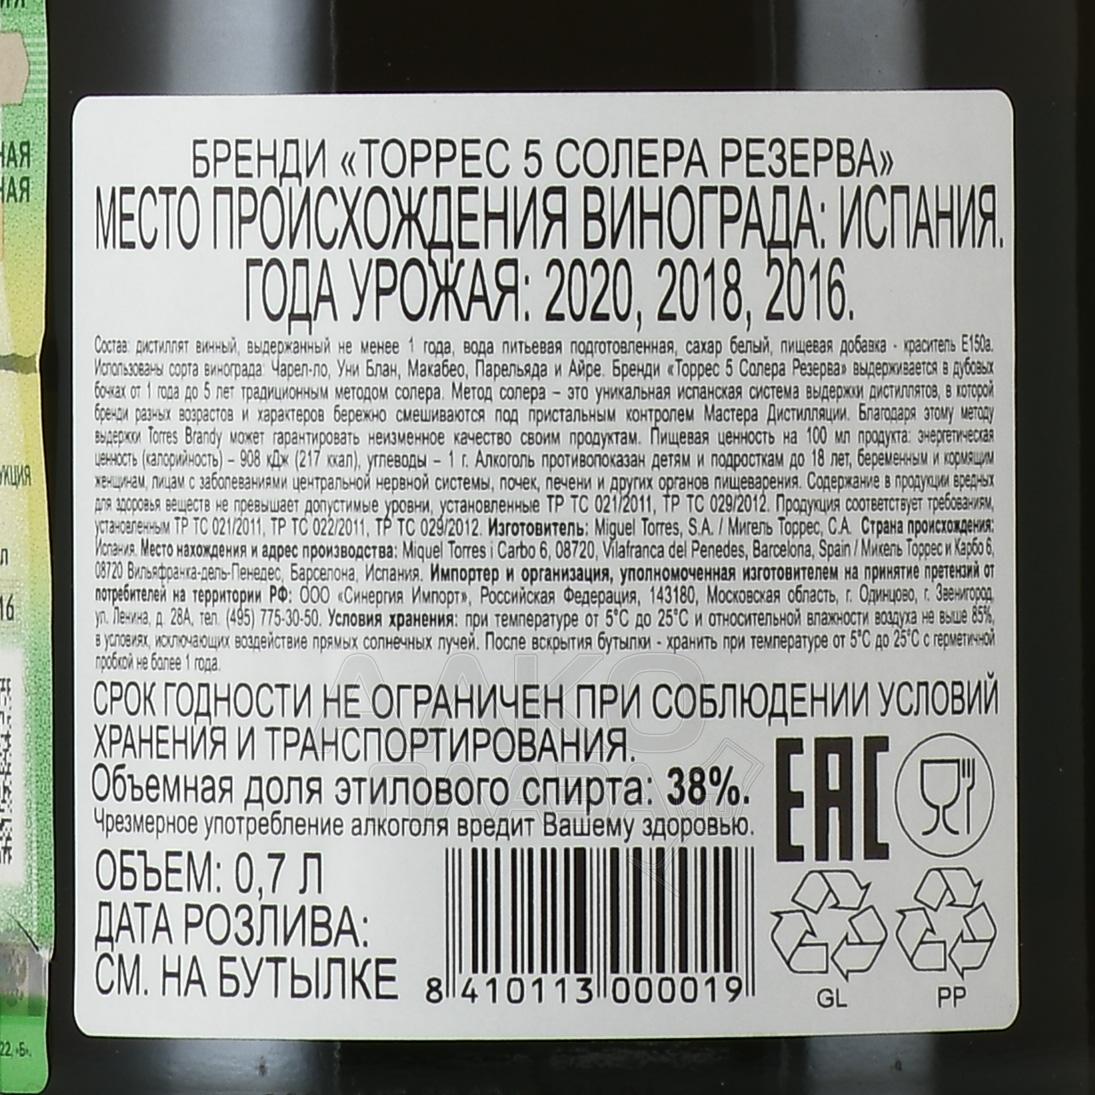 БРЕНДИ «ТОРРЕС 5 СОЛЕРА РЕЗЕРВА»
МЕСТО ПРОИСХОЖДЕНИЯ ВИНОГРАДА: ИСПАНИЯ.
ГОДА УРОЖАЯ: 2020, 2018, 2016.
Состав: дистиллят винный, выдержанный не менее 1 года, вода питьевая подготовленная, сахар белый, пищевая добавка - краситель Е150а.
Использованы сорта винограда: Чарел-ло, Уни Блан, Макабео, Парельяда и Айре. Бренди «Торрес 5 Солера Резерва» выдерживается в дубовых
бочках от 1 года до 5 лет традиционным методом солера. Метод солера – это уникальная испанская система выдержки дистиллятов, в которой
бренди разных возрастов и характеров бережно смешиваются под пристальным контролем Мастера Дистилляции. Благодаря этому методу
выдержки Torres Brandy может гарантировать неизменное качество своим продуктам. Пищевая ценность на 100 мл продукта: энергетическая
ценность (калорийность) – 908 кДж (217 ккал), углеводы – 1 г. Алкоголь противопоказан детям и подросткам до 18 лет, беременным и кормящим
женщинам, лицам с заболеваниями центральной нервной системы, почек, печени и других органов пищеварения. Содержание в продукции вредных
для здоровья веществ не превышает допустимые уровни, установленные ТР ТС 021/2011, ТР ТС 029/2012. Продукция соответствует требованиям,
установленным ТР ТС 021/2011, ТР ТС 022/2011, ТР ТС 029/2012. Изготовитель: Miguel Torres, S.A. / Мигель Торрес, С.А. Страна происхождения:
Испания. Место нахождения и адрес производства: Miquel Torres i Carbo 6, 08720, Vilafranca del Penedes, Barcelona, Spain / Микель Торрес и Карбо 6,
08720 Вильяфранка-дель-Пенедес, Барселона, Испания. Импортер и организация, уполномоченная изготовителем на принятие претензий от
потребителей на территории РФ: ООО «Синергия Импорт», Российская Федерация, 143180, Московская область, г. Одинцово, г. Звенигород,
ул. Ленина, д. 28А, тел. (495) 775-30-50. Условия хранения: при температуре от 5°С до 25°С и относительной влажности воздуха не выше 85%,
в условиях, исключающих воздействие прямых солнечных лучей. После вскрытия бутылки - хранить при температуре от 5°С до 25°С с герметичной
пробкой не более 1 года.
СРОК ГОДНОСТИ НЕ ОГРАНИЧЕН ПРИ СОБЛЮДЕНИИ УСЛОВИЙ
ХРАНЕНИЯ И ТРАНСПОРТИРОВАНИЯ.
Объемная доля этилового спирта: 38%.
Чрезмерное употребление алкоголя вредит Вашему здоровью.
EAC
ОБЪЕМ: 0,7 Л
ДАТА РОЗЛИВА:
СМ. НА БУТЫЛКЕ
8 410113 000019
GL
PP